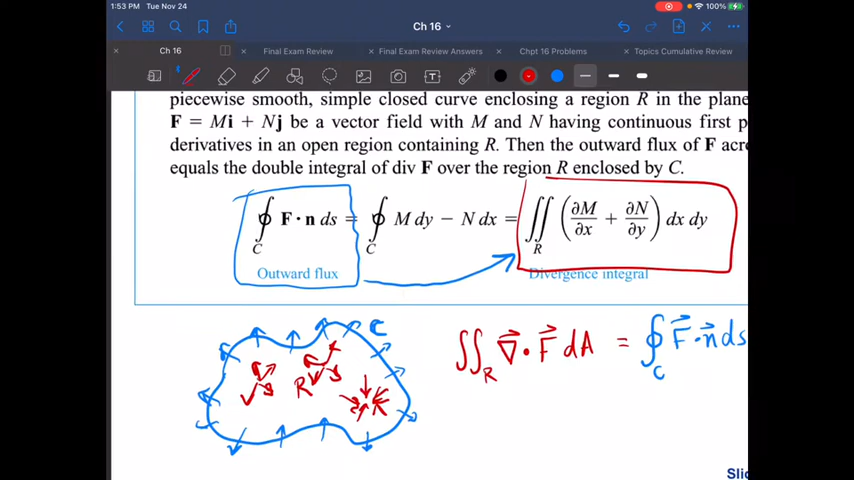 1:53 PM Tue Nov 24
100%
Ch 16
Ch 16
Final Exam Review
Final Exam Review Answers
Chpt 16 Problems
Topics Cumulative Review
piecewise smooth, simple closed curve enclosing a region R in the plane
F = Mi + Nj be a vector field with M and N having continuous first p
derivatives in an open region containing R. Then the outward flux of F acro
equals the double integral of div F over the region R enclosed by C.
∮_C F · n ds = ∮_C M dy − N dx = ∬_R (∂M/∂x + ∂N/∂y) dx dy
Outward flux
Divergence integral
C
R
∬_R ∇⃗ · F⃗ dA = ∮_C F⃗ · n⃗ ds
Slid